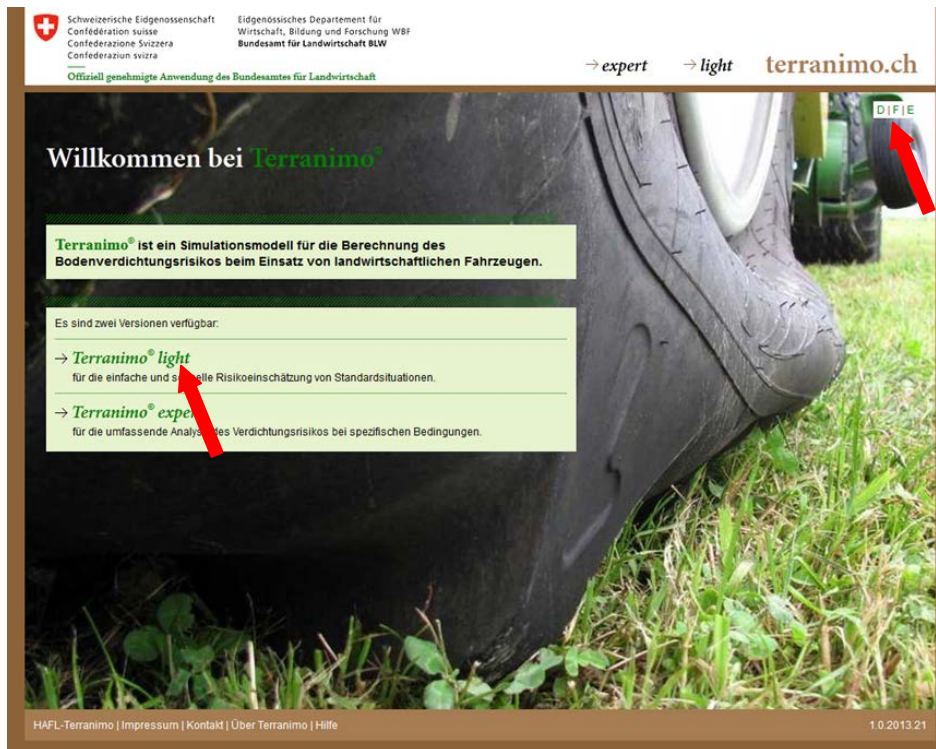 Schweizerische Eidgenossenschaft
Confédération suisse
Confederazione Svizzera
Confederaziun svizra
Eidgenössisches Departement für
Wirtschaft, Bildung und Forschung WBF
Bundesamt für Landwirtschaft BLW
Offiziell genehmigte Anwendung des Bundesamtes für Landwirtschaft
→ expert → light terranimo.ch
D|F|E
Willkommen bei Terranimo®
Terranimo® ist ein Simulationsmodell für die Berechnung des
Bodenverdichtungsrisikos beim Einsatz von landwirtschaftlichen Fahrzeugen.
Es sind zwei Versionen verfügbar:
→ Terranimo® light
für die einfache und Risikoeinschätzung von Standardsituationen.
→ Terranimo®
für die umfassende des Verdichtungsrisikos bei spezifischen Bedingungen.
HAFL-Terranimo | Impressum | Kontakt | Über Terranimo | Hilfe
1.0.2013.21